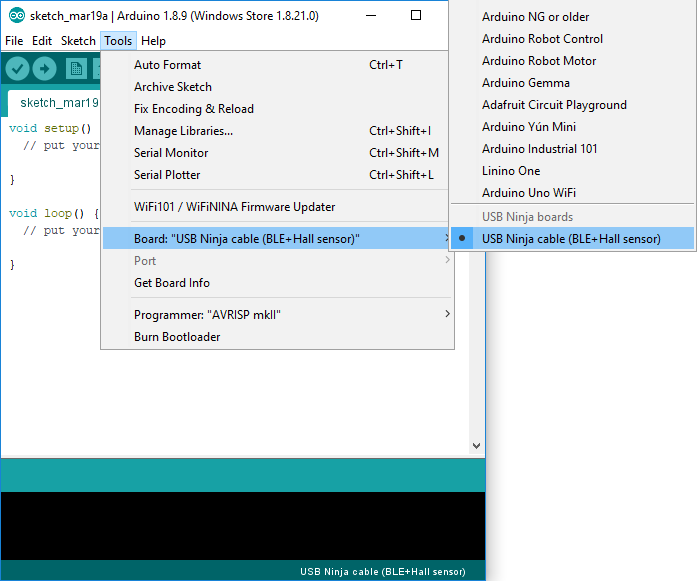 sketch_mar19a | Arduino 1.8.9 (Windows Store 1.8.21.0)
File Edit Sketch Tools Help
sketch_mar19
void setup()
// put your
}
void loop() {
// put your
}
Auto Format Ctrl+T
Archive Sketch
Fix Encoding & Reload
Manage Libraries... Ctrl+Shift+I
Serial Monitor Ctrl+Shift+M
Serial Plotter Ctrl+Shift+L
WiFi101 / WiFiNINA Firmware Updater
Board: "USB Ninja cable (BLE+Hall sensor)"
Port
Get Board Info
Programmer: "AVRISP mkII"
Burn Bootloader
Arduino NG or older
Arduino Robot Control
Arduino Robot Motor
Arduino Gemma
Adafruit Circuit Playground
Arduino Yún Mini
Arduino Industrial 101
Linino One
Arduino Uno WiFi
USB Ninja boards
USB Ninja cable (BLE+Hall sensor)
USB Ninja cable (BLE+Hall sensor)